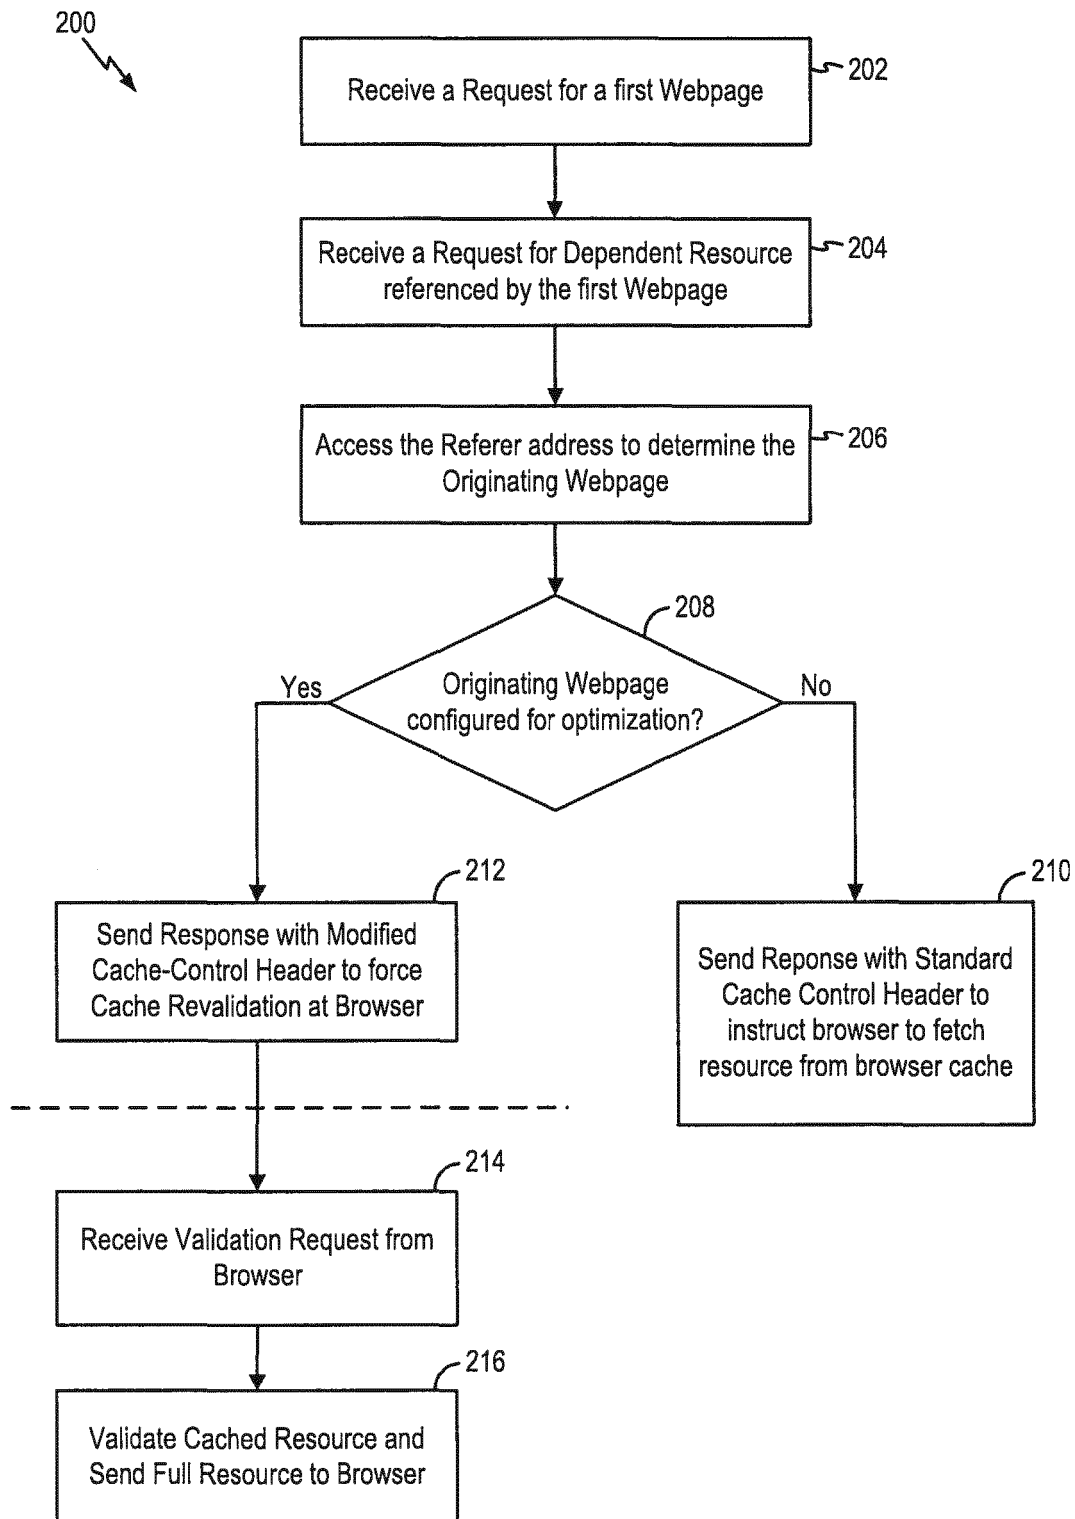 200
Receive a Request for a first Webpage
202
Receive a Request for Dependent Resource
referenced by the first Webpage
204
Access the Referer address to determine the
Originating Webpage
206
208
Originating Webpage
configured for optimization?
Yes
No
212
Send Response with Modified
Cache-Control Header to force
Cache Revalidation at Browser
210
Send Reponse with Standard
Cache Control Header to
instruct browser to fetch
resource from browser cache
214
Receive Validation Request from
Browser
216
Validate Cached Resource and
Send Full Resource to Browser